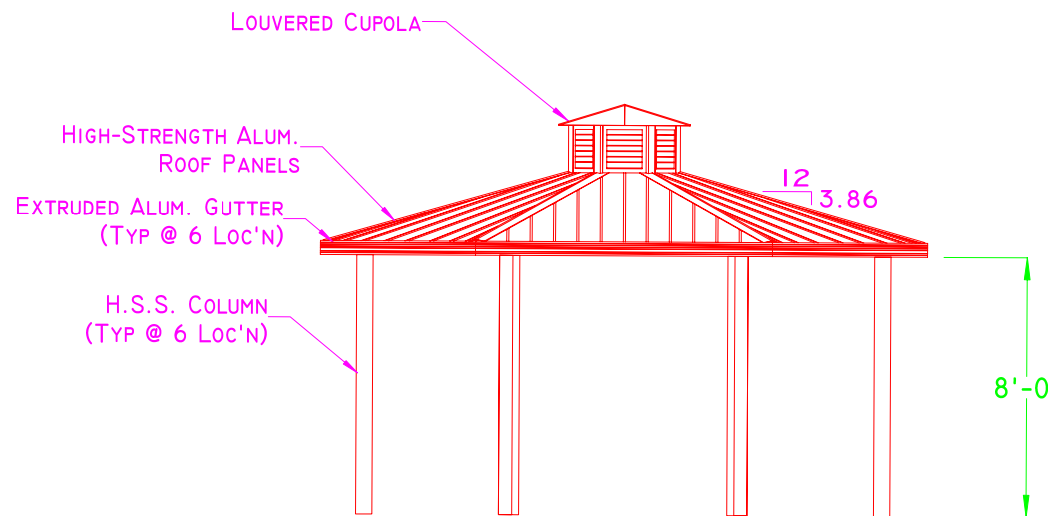 LOUVERED CUPOLA
HIGH-STRENGTH ALUM.
ROOF PANELS
12
3.86
EXTRUDED ALUM. GUTTER
(TYP @ 6 LOC'N)
H.S.S. COLUMN
(TYP @ 6 LOC'N)
8'-0